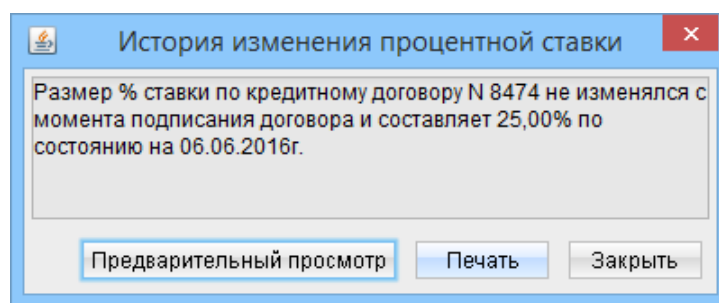 История изменения процентной ставки
Размер % ставки по кредитному договору N 8474 не изменялся с
момента подписания договора и составляет 25,00% по
состоянию на 06.06.2016г.
Предварительный просмотр Печать Закрыть